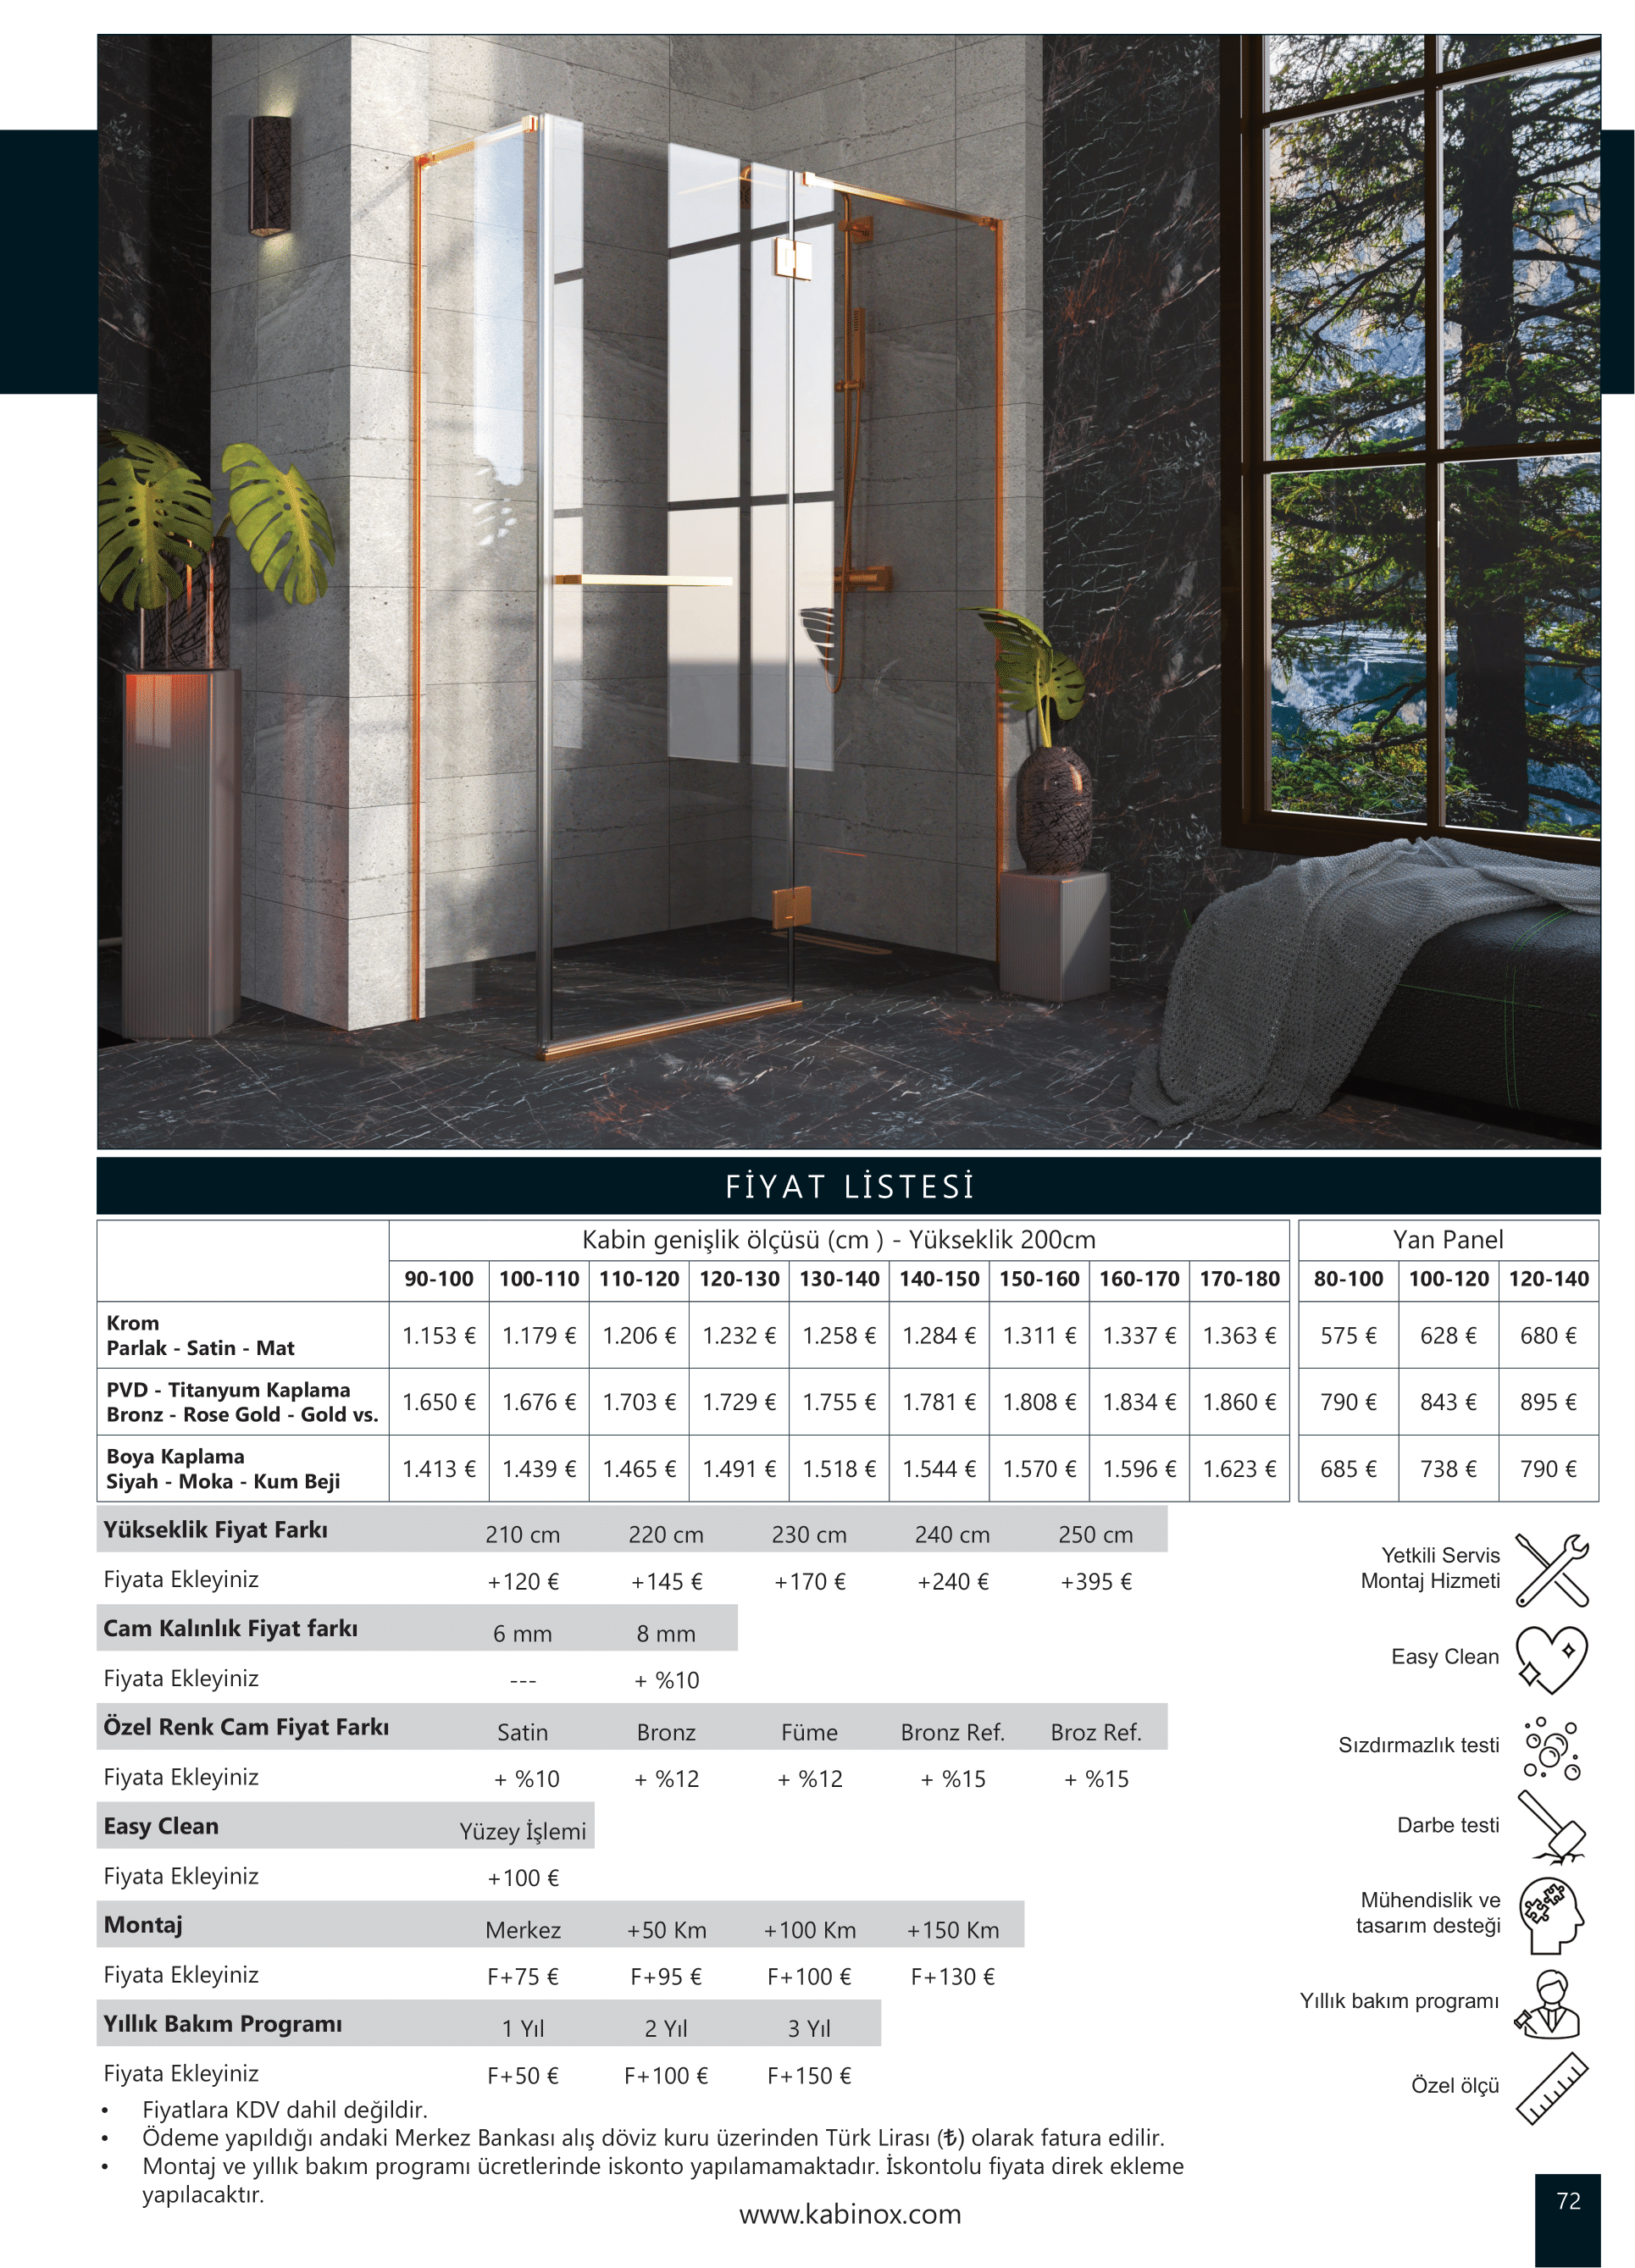 FİYAT LİSTESİ
Kabin genişlik ölçüsü (cm ) - Yükseklik 200cm Yan Panel
90-100 100-110 110-120 120-130 130-140 140-150 150-160 160-170 170-180 80-100 100-120 120-140
Krom
Parlak - Satin - Mat
1.153 € 1.179 € 1.206 € 1.232 € 1.258 € 1.284 € 1.311 € 1.337 € 1.363 € 575 € 628 € 680 €
PVD - Titanyum Kaplama
Bronz - Rose Gold - Gold vs.
1.650 € 1.676 € 1.703 € 1.729 € 1.755 € 1.781 € 1.808 € 1.834 € 1.860 € 790 € 843 € 895 €
Boya Kaplama
Siyah - Moka - Kum Beji
1.413 € 1.439 € 1.465 € 1.491 € 1.518 € 1.544 € 1.570 € 1.596 € 1.623 € 685 € 738 € 790 €
Yükseklik Fiyat Farkı 210 cm 220 cm 230 cm 240 cm 250 cm
Fiyata Ekleyiniz +120 € +145 € +170 € +240 € +395 €
Cam Kalınlık Fiyat farkı 6 mm 8 mm
Fiyata Ekleyiniz --- + %10
Özel Renk Cam Fiyat Farkı Satin Bronz Füme Bronz Ref. Broz Ref.
Fiyata Ekleyiniz + %10 + %12 + %12 + %15 + %15
Easy Clean Yüzey İşlemi
Fiyata Ekleyiniz +100 €
Montaj Merkez +50 Km +100 Km +150 Km
Fiyata Ekleyiniz F+75 € F+95 € F+100 € F+130 €
Yıllık Bakım Programı 1 Yıl 2 Yıl 3 Yıl
Fiyata Ekleyiniz F+50 € F+100 € F+150 €
Yetkili Servis
Montaj Hizmeti
Easy Clean
Sızdırmazlık testi
Darbe testi
Mühendislik ve
tasarım desteği
Yıllık bakım programı
Özel ölçü
• Fiyatlara KDV dahil değildir.
• Ödeme yapıldığı andaki Merkez Bankası alış döviz kuru üzerinden Türk Lirası (₺) olarak fatura edilir.
• Montaj ve yıllık bakım programı ücretlerinde iskonto yapılamamaktadır. İskontolu fiyata direk ekleme
yapılacaktır.
www.kabinox.com
72